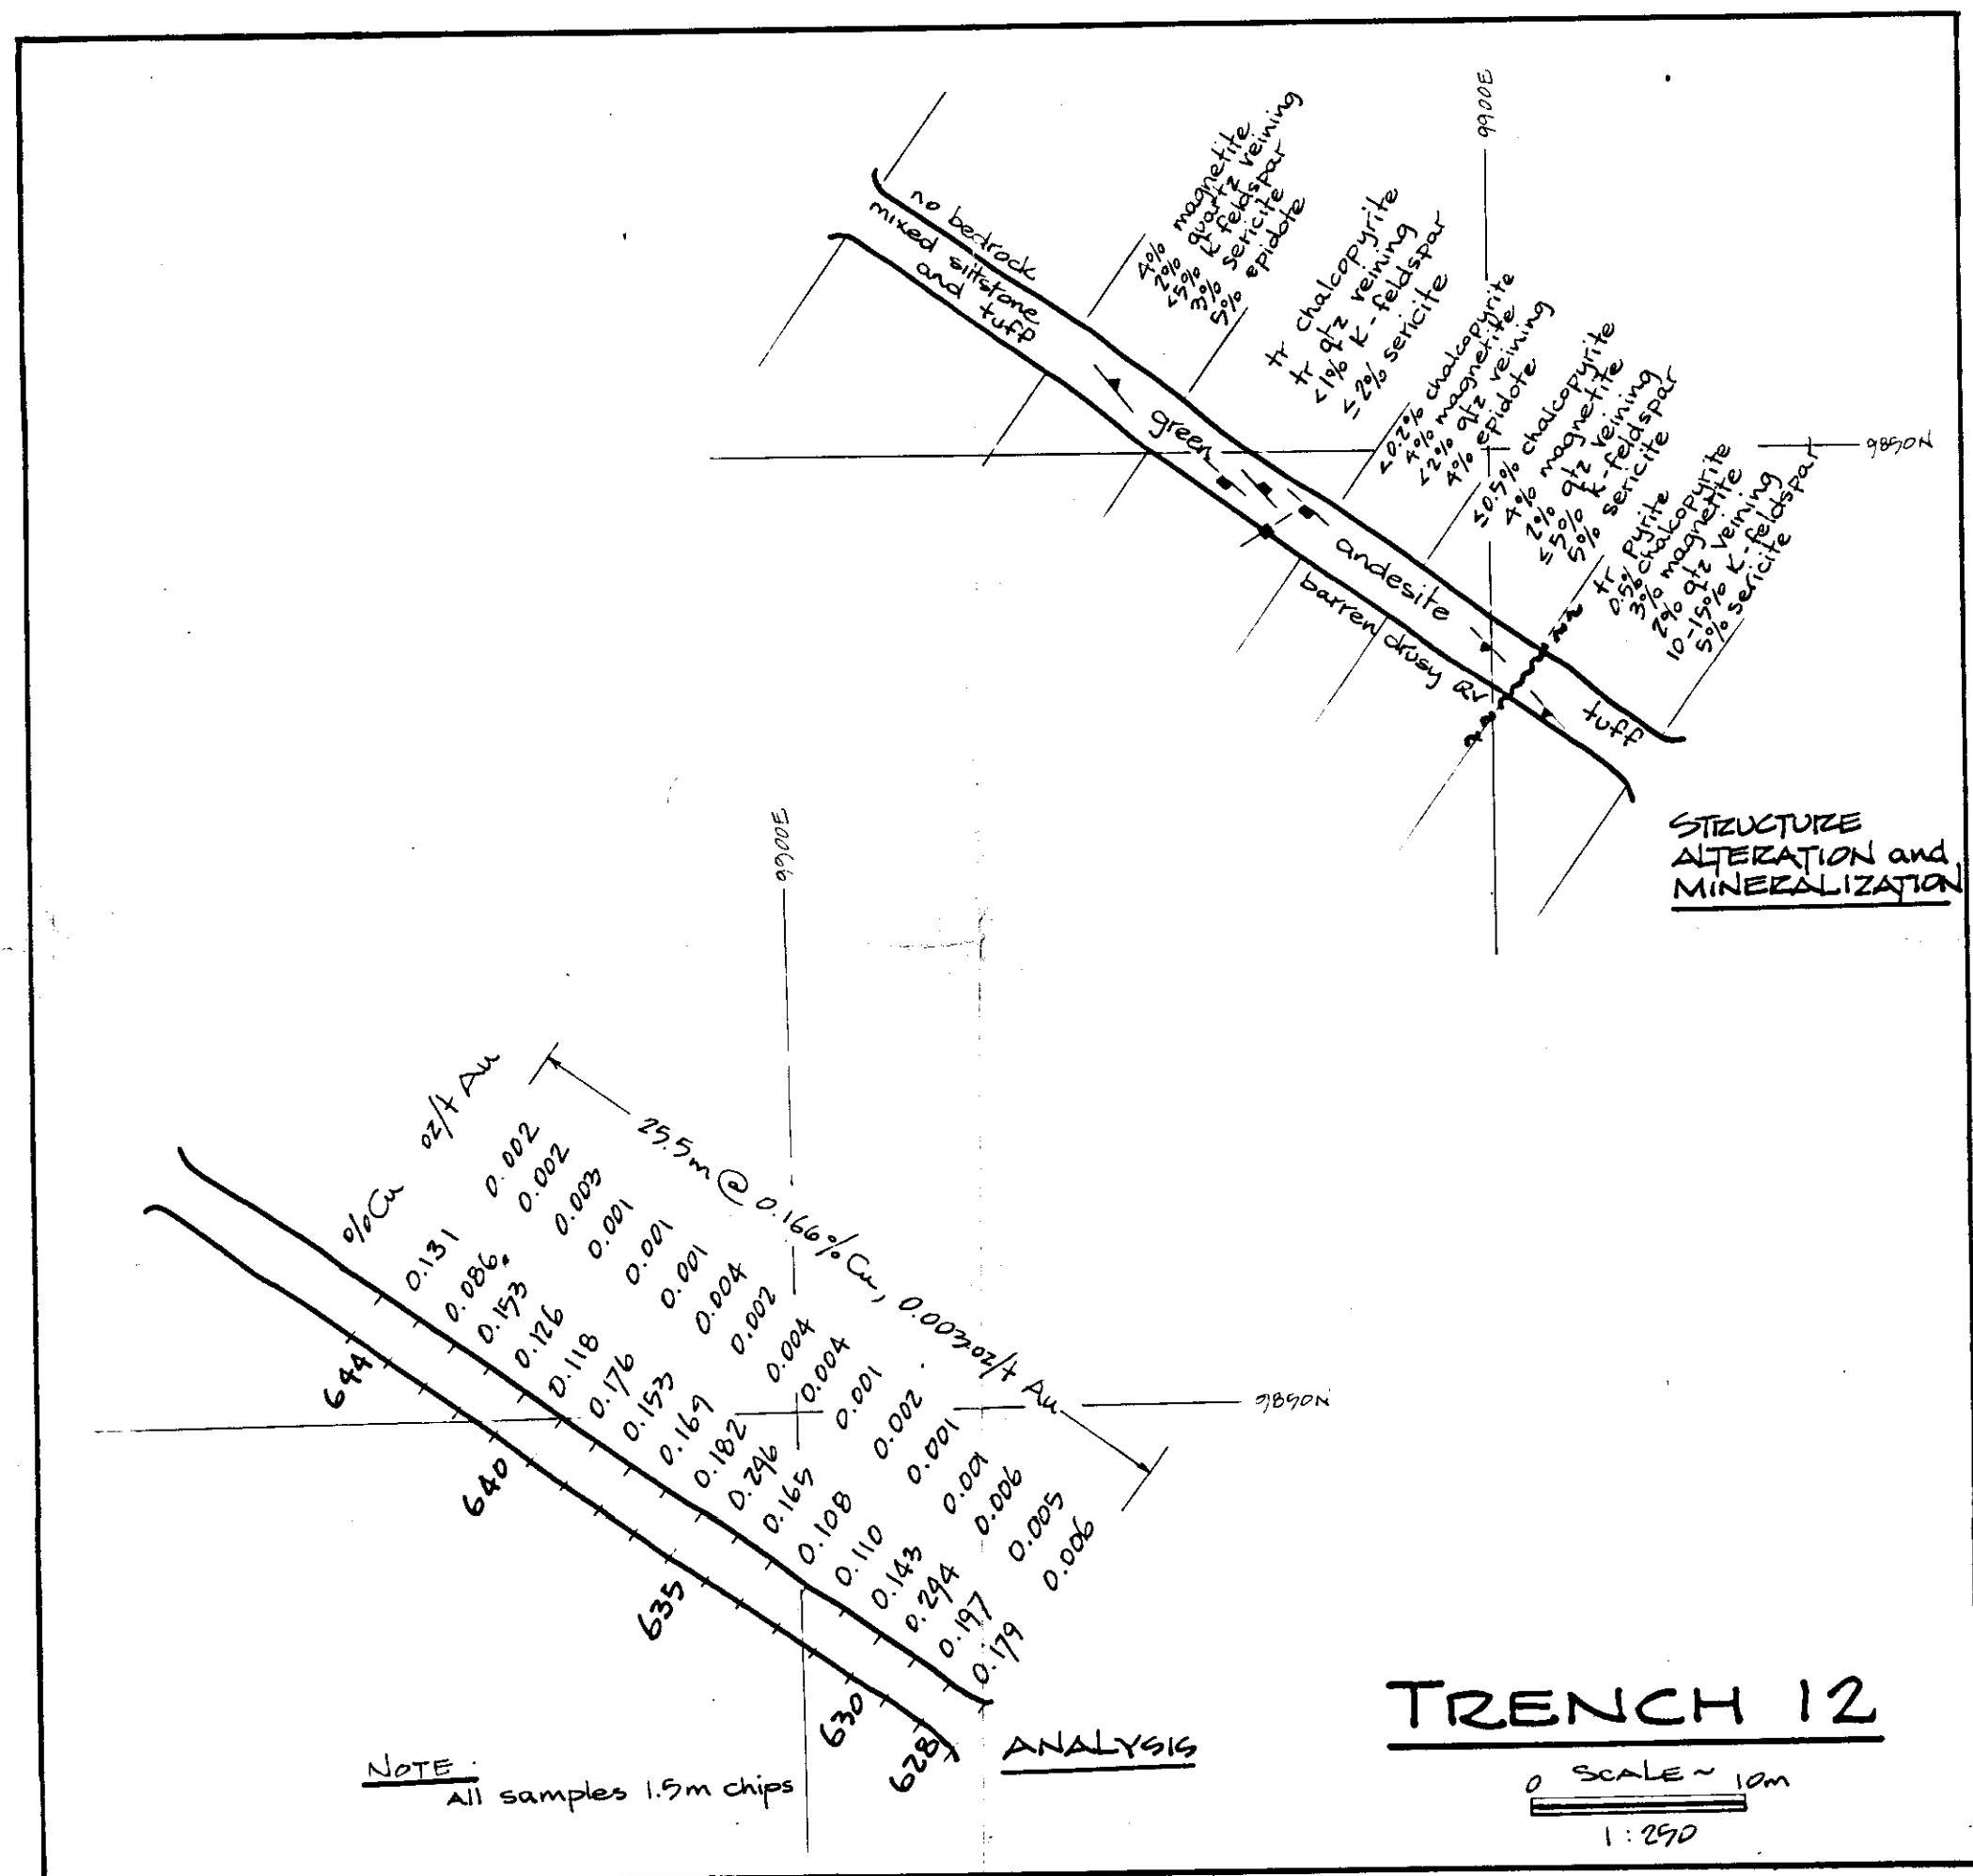 9900E
no bedrock
mixed siltstone
and tuff
4% magnetite
2% quartz veining
<5% K feldspar
3% sericite
5% epidote
tr chalcopyrite
tr qtz veining
<1% K-feldspar
≤2% sericite
≤0.2% chalcopyrite
4% magnetite
<2% qtz veining
4% epidote
≤0.5% chalcopyrite
4% magnetite
2% qtz veining
≤5% K-feldspar
5% sericite
tr pyrite
0.5% chalcopyrite
3% magnetite
2% qtz veining
10-15% K-feldspar
5% sericite
9850N
green
andesite
barren drusy QV
tuff
STRUCTURE
ALTERATION and
MINERALIZATION
9900E
%Cu oz/t Au
25.5m @ 0.166% Cu, 0.003oz/t Au
0.131 0.002
0.086 0.002
0.153 0.003
0.126 0.001
0.118 0.001
0.176 0.001
0.153 0.004
0.169 0.002
0.182 0.004
0.296 0.004
0.165 0.001
0.108 0.002
0.110 0.001
0.143 0.001
0.294 0.006
0.197 0.005
0.179 0.006
9850N
644
640
635
630
628
ANALYSIS
NOTE:
All samples 1.5m chips
TRENCH 12
0 SCALE ~ 10m
1:250